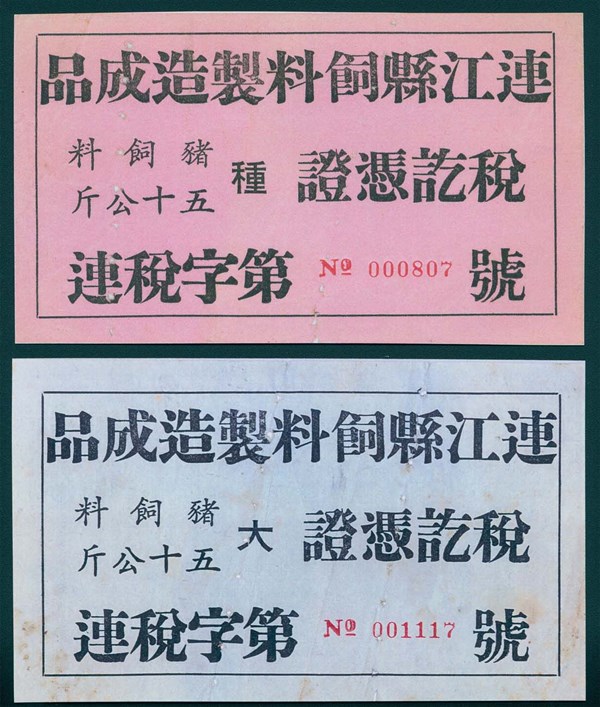 連江縣飼料製造成品
稅訖憑證
種
豬飼料
五十公斤
連稅字第 № 000807 號
連江縣飼料製造成品
稅訖憑證
大
豬飼料
五十公斤
連稅字第 № 001117 號